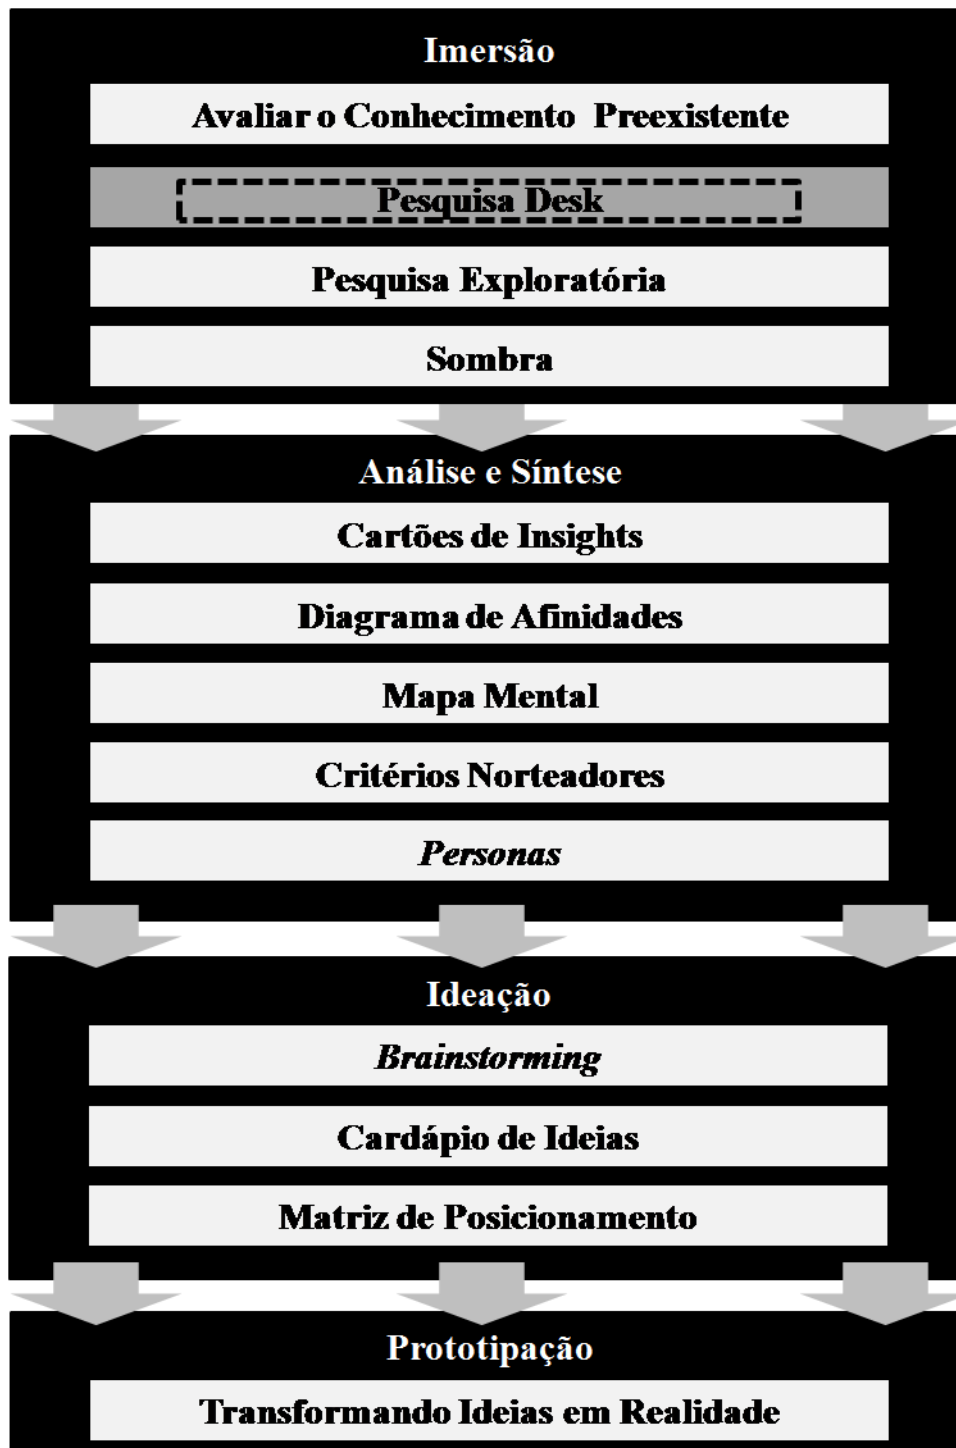 Imersão
Avaliar o Conhecimento Preexistente
Pesquisa Desk
Pesquisa Exploratória
Sombra
Análise e Síntese
Cartões de Insights
Diagrama de Afinidades
Mapa Mental
Critérios Norteadores
Personas
Ideação
Brainstorming
Cardápio de Ideias
Matriz de Posicionamento
Prototipação
Transformando Ideias em Realidade